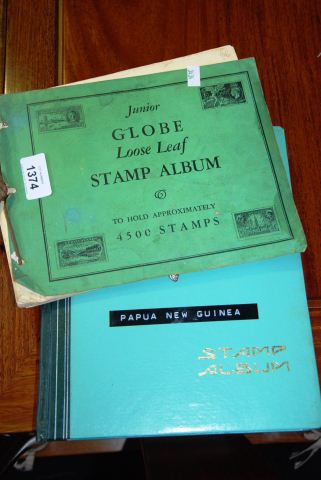 Junior
GLOBE
Loose Leaf
STAMP ALBUM
TO HOLD APPROXIMATELY
4500 STAMPS
1374
PAPUA NEW GUINEA
STAMP
ALBUM